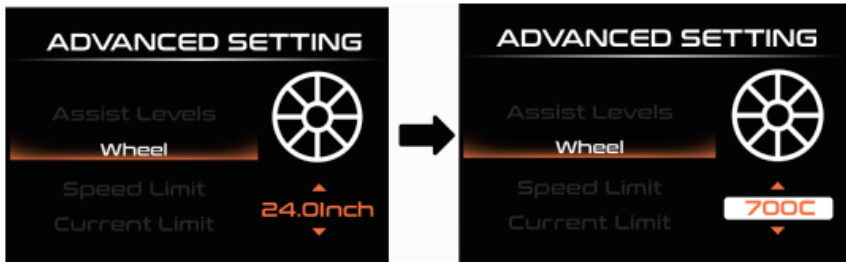 ADVANCED SETTING
Assist Levels
Wheel
Speed Limit
24.0Inch
Current Limit
ADVANCED SETTING
Assist Levels
Wheel
Speed Limit
700C
Current Limit